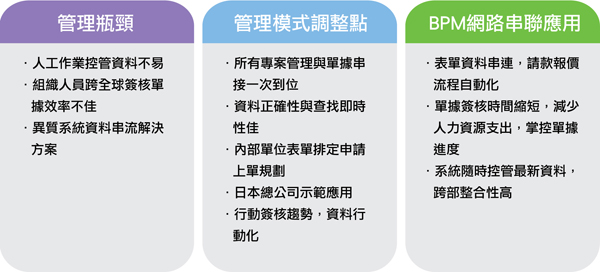 管理瓶頸
・人工作業控管資料不易
・組織人員跨全球簽核單
據效率不佳
・異質系統資料串流解決
方案
管理模式調整點
・所有專案管理與單據串
接一次到位
・資料正確性與查找即時
性佳
・內部單位表單排定申請
上單規劃
・日本總公司示範應用
・行動簽核趨勢，資料行
動化
BPM網路串聯應用
・表單資料串連，請款報價
流程自動化
・單據簽核時間縮短，減少
人力資源支出，掌控單據
進度
・系統隨時控管最新資料，
跨部整合性高